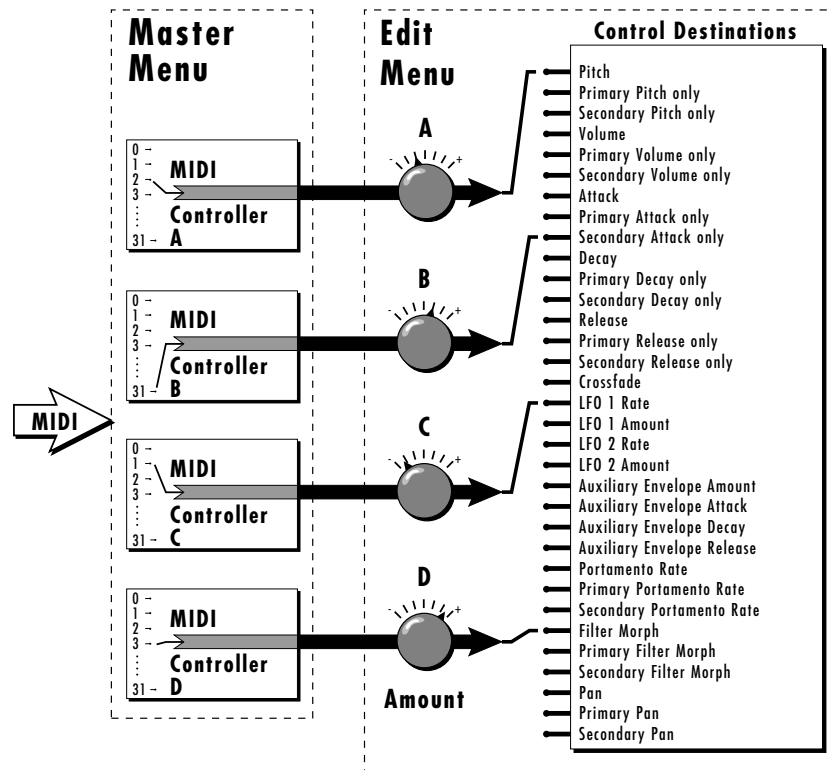 Master
Menu
Edit
Menu
Control Destinations
MIDI
0 →
1 →
2 →
3 →
31 →
MIDI
Controller
A
0 →
1 →
2 →
3 →
31 →
MIDI
Controller
B
0 →
1 →
2 →
3 →
31 →
MIDI
Controller
C
0 →
1 →
2 →
3 →
31 →
MIDI
Controller
D
A
- +
B
- +
C
- +
D
- +
Amount
Pitch
Primary Pitch only
Secondary Pitch only
Volume
Primary Volume only
Secondary Volume only
Attack
Primary Attack only
Secondary Attack only
Decay
Primary Decay only
Secondary Decay only
Release
Primary Release only
Secondary Release only
Crossfade
LFO 1 Rate
LFO 1 Amount
LFO 2 Rate
LFO 2 Amount
Auxiliary Envelope Amount
Auxiliary Envelope Attack
Auxiliary Envelope Decay
Auxiliary Envelope Release
Portamento Rate
Primary Portamento Rate
Secondary Portamento Rate
Filter Morph
Primary Filter Morph
Secondary Filter Morph
Pan
Primary Pan
Secondary Pan